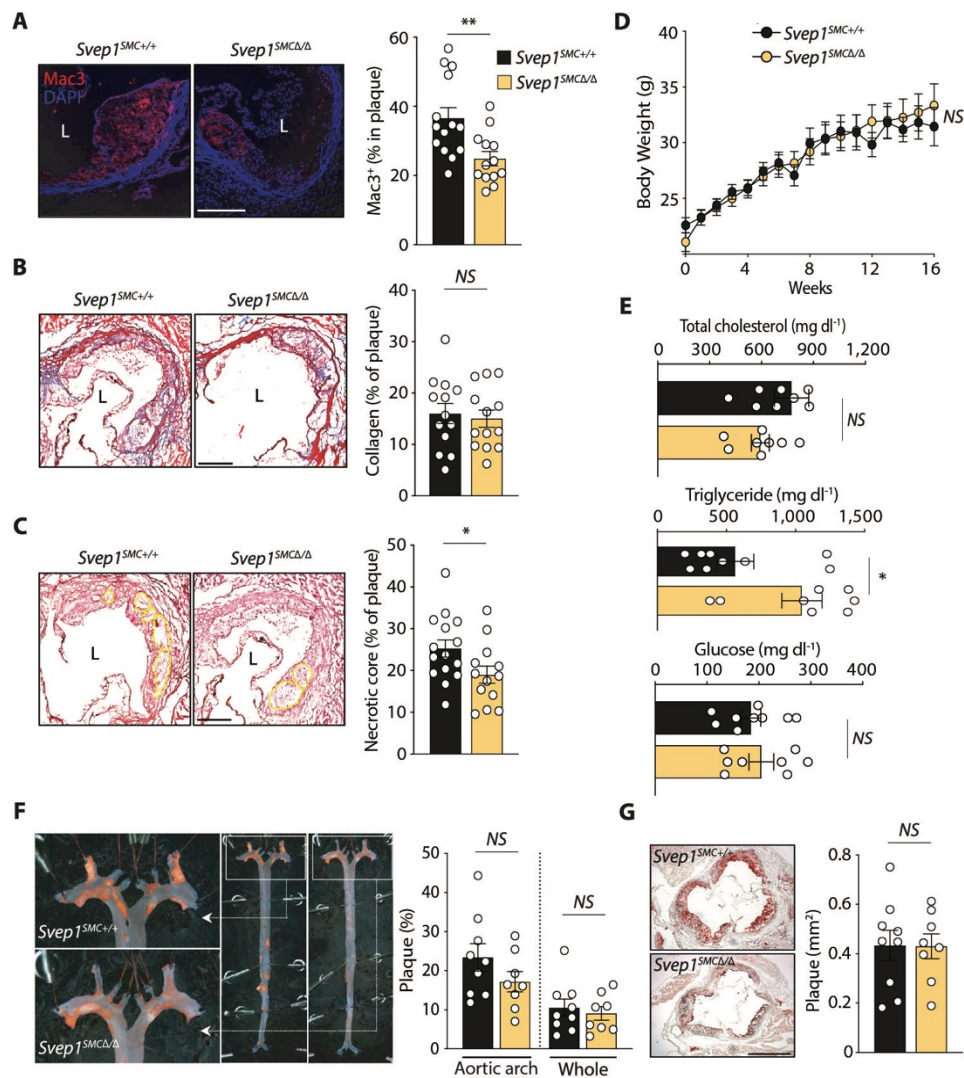 A
Svep1SMC+/+
Svep1SMCΔ/Δ
Mac3
DAPI
L
L
Mac3+ (% in plaque)
60
40
20
0
**
Svep1SMC+/+
Svep1SMCΔ/Δ
D
Body Weight (g)
35
30
25
0
4
8
12
16
Weeks
Svep1SMC+/+
Svep1SMCΔ/Δ
NS
B
Svep1SMC+/+
Svep1SMCΔ/Δ
L
L
Collagen (% of plaque)
40
30
20
10
0
NS
E
Total cholesterol (mg dl-1)
0
300
600
900
1,200
NS
Triglyceride (mg dl-1)
0
500
1,000
1,500
*
Glucose (mg dl-1)
0
100
200
300
400
NS
C
Svep1SMC+/+
Svep1SMCΔ/Δ
L
L
Necrotic core (% of plaque)
50
40
30
20
10
0
*
F
Svep1SMC+/+
Svep1SMCΔ/Δ
Plaque (%)
50
40
30
20
10
0
NS
NS
Aortic arch
Whole
G
Svep1SMC+/+
Svep1SMCΔ/Δ
Plaque (mm2)
0.8
0.6
0.4
0.2
0
NS